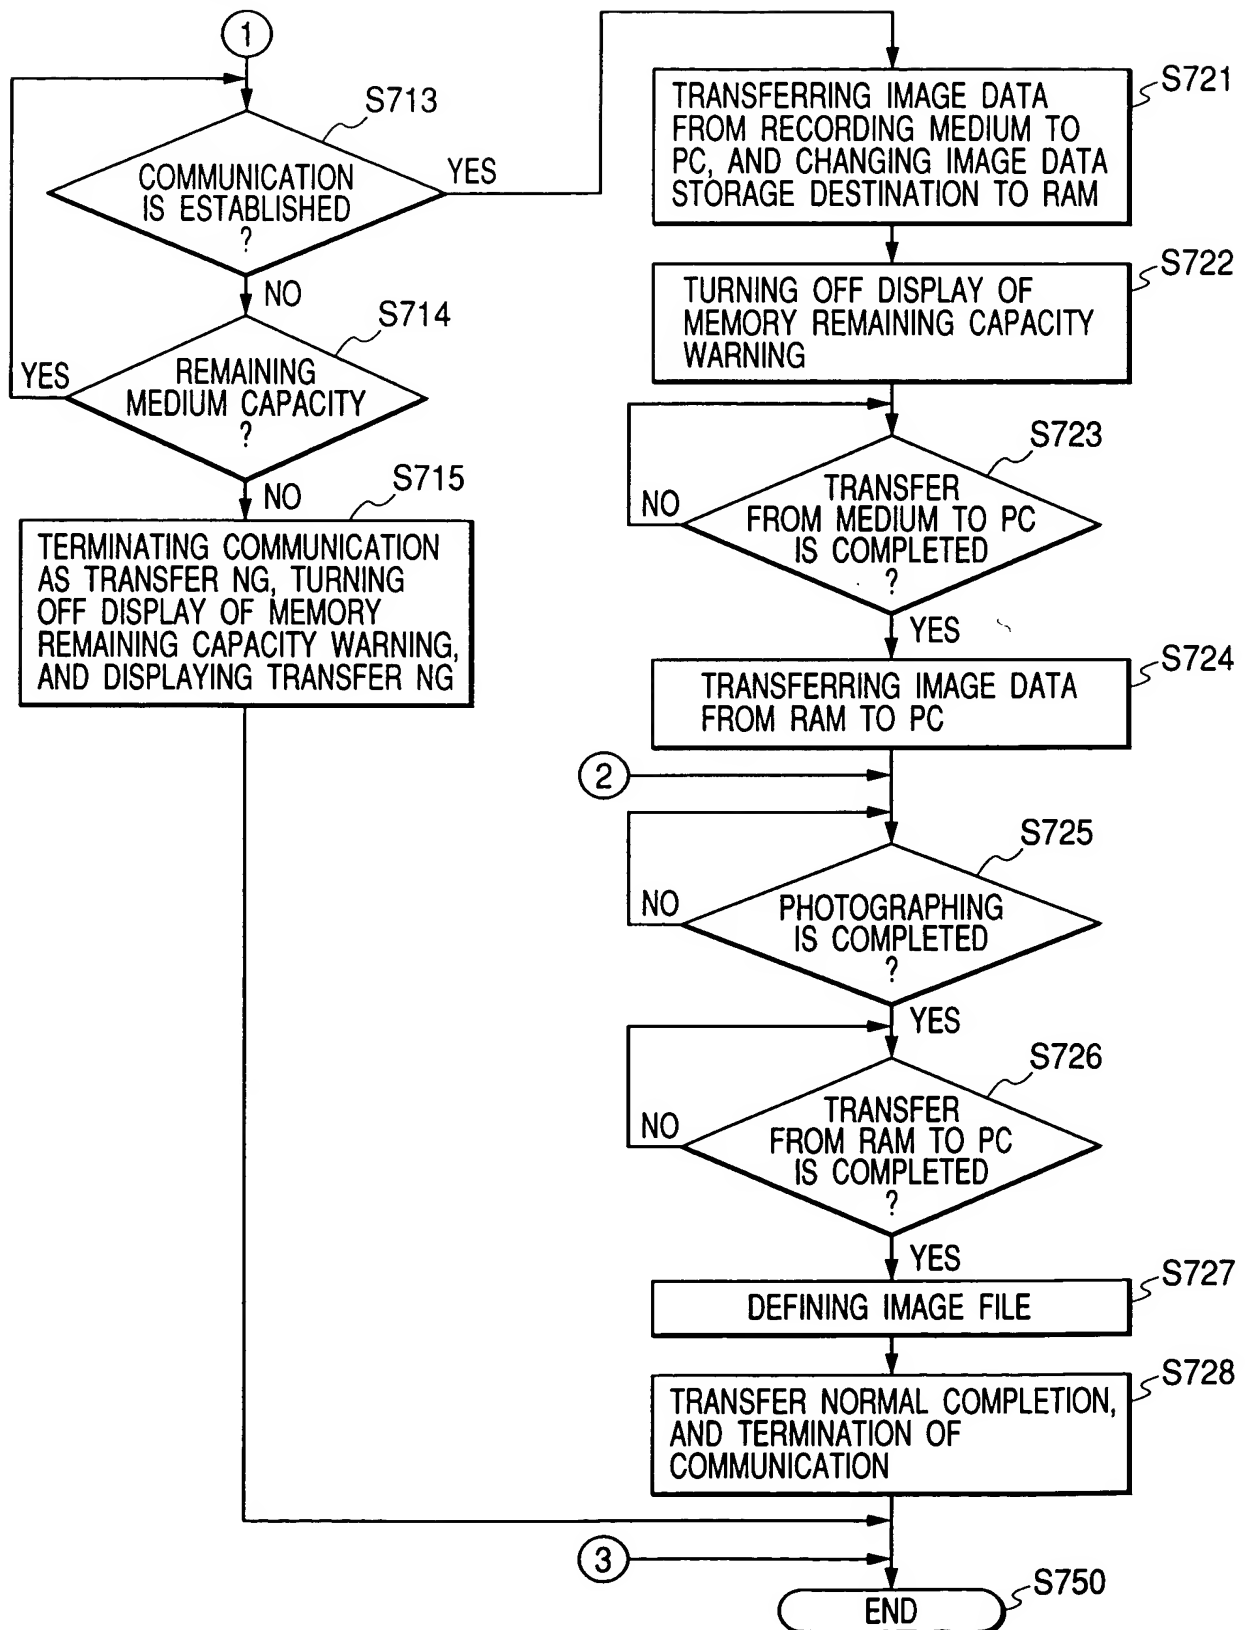 1
S713
COMMUNICATION
IS ESTABLISHED
?
YES
NO
S714
REMAINING
MEDIUM CAPACITY
?
YES
NO
S715
TERMINATING COMMUNICATION
AS TRANSFER NG, TURNING
OFF DISPLAY OF MEMORY
REMAINING CAPACITY WARNING,
AND DISPLAYING TRANSFER NG
S721
TRANSFERRING IMAGE DATA
FROM RECORDING MEDIUM TO
PC, AND CHANGING IMAGE DATA
STORAGE DESTINATION TO RAM
S722
TURNING OFF DISPLAY OF
MEMORY REMAINING CAPACITY
WARNING
S723
TRANSFER
FROM MEDIUM TO PC
IS COMPLETED
?
NO
YES
S724
TRANSFERRING IMAGE DATA
FROM RAM TO PC
2
S725
PHOTOGRAPHING
IS COMPLETED
?
NO
YES
S726
TRANSFER
FROM RAM TO PC
IS COMPLETED
?
NO
YES
S727
DEFINING IMAGE FILE
S728
TRANSFER NORMAL COMPLETION,
AND TERMINATION OF
COMMUNICATION
3
S750
END